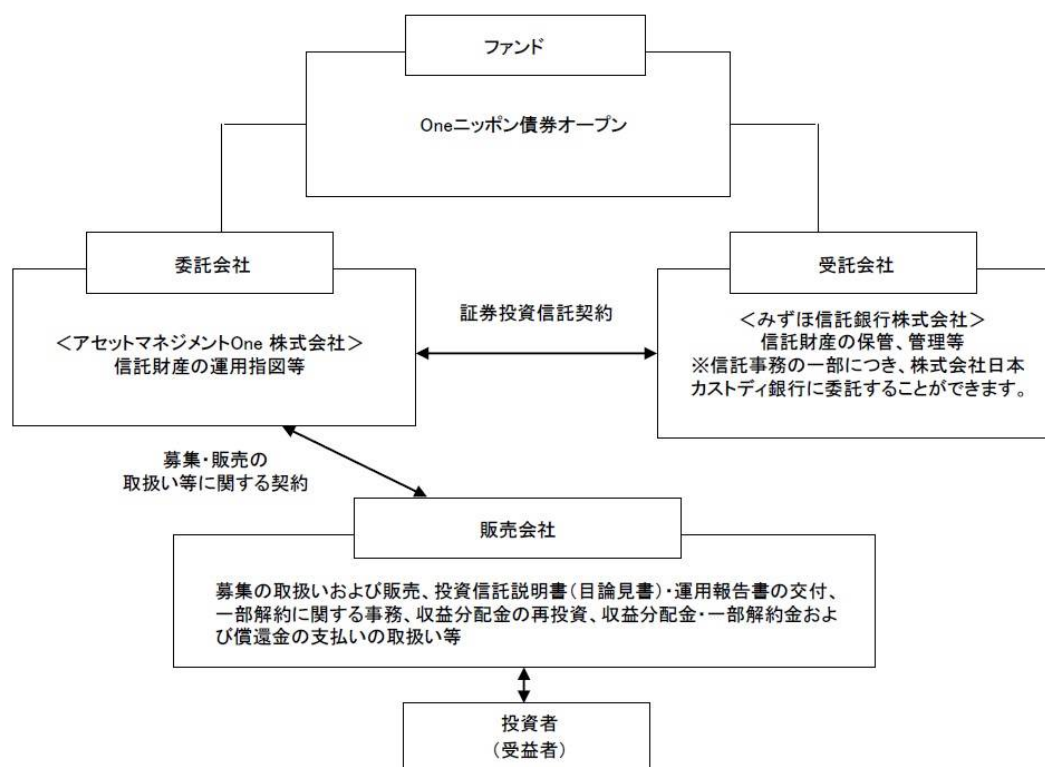 ファンド
Oneニッポン債券オープン
委託会社
<アセットマネジメントOne 株式会社>
信託財産の運用指図等
証券投資信託契約
受託会社
<みずほ信託銀行株式会社>
信託財産の保管、管理等
※信託事務の一部につき、株式会社日本
カストディ銀行に委託することができます。
募集・販売の
取扱い等に関する契約
販売会社
募集の取扱いおよび販売、投資信託説明書(目論見書)・運用報告書の交付、
一部解約に関する事務、収益分配金の再投資、収益分配金・一部解約金およ
び償還金の支払いの取扱い等
投資者
(受益者)